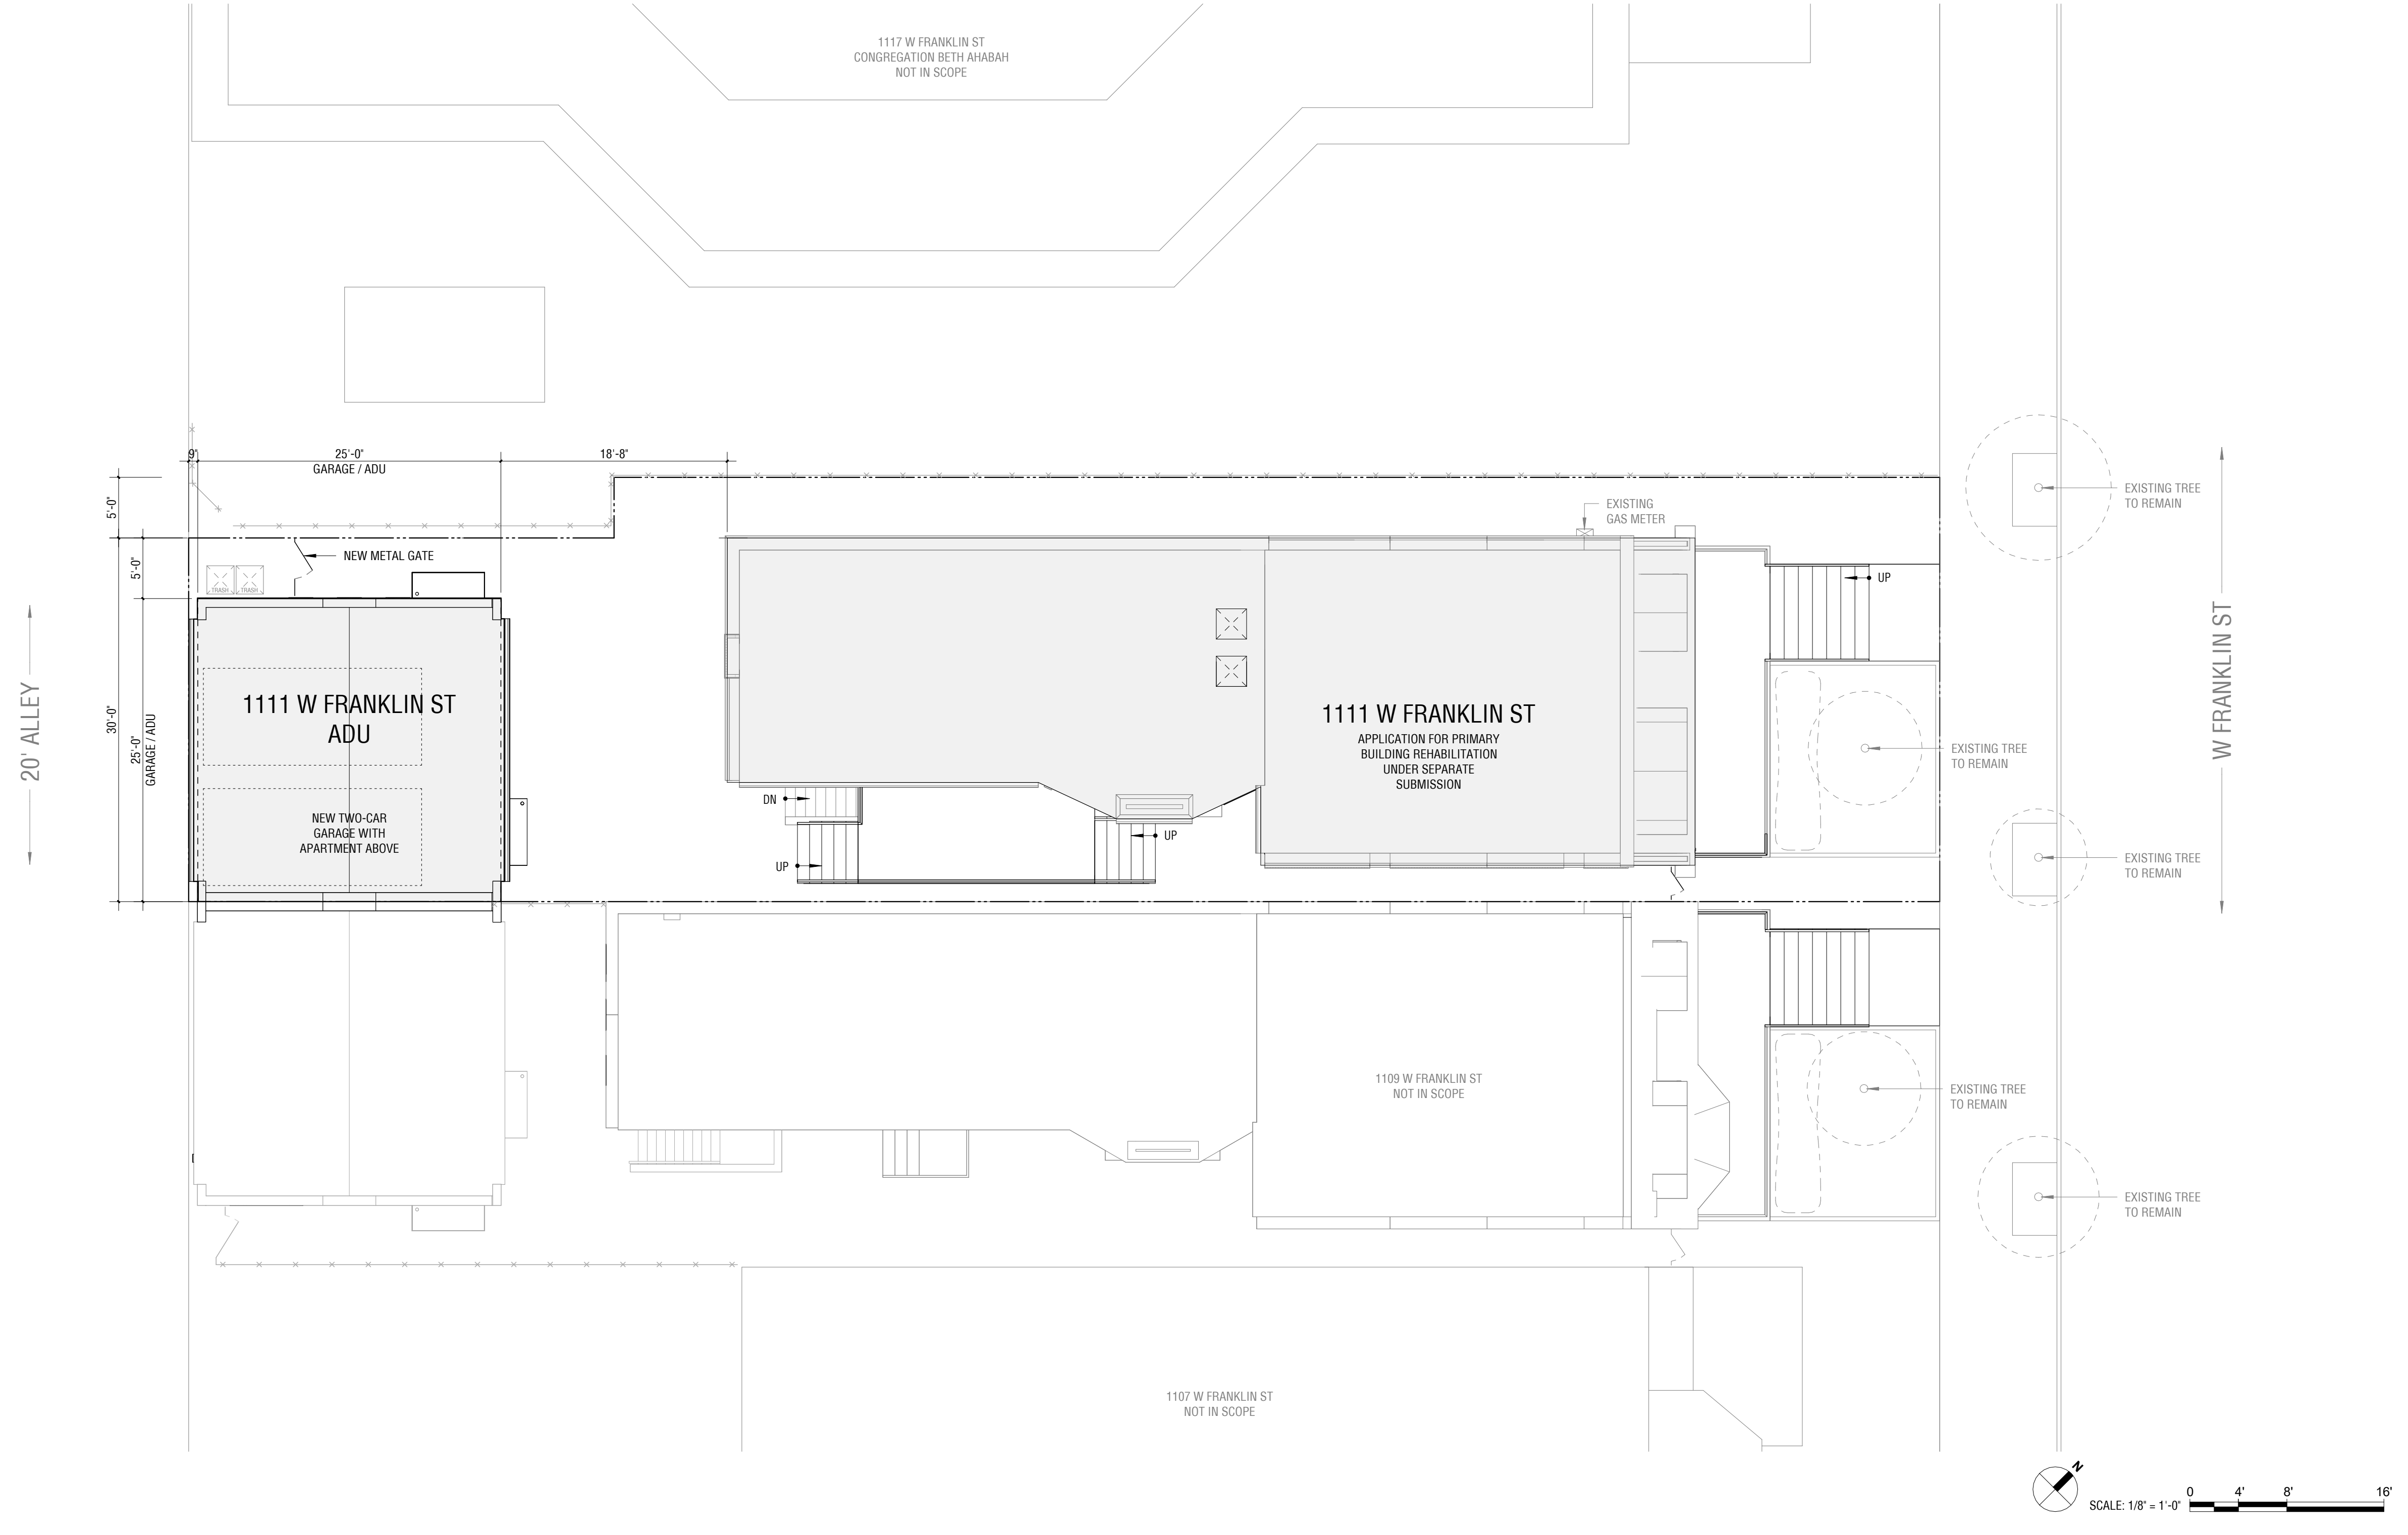 1117 W FRANKLIN ST
CONGREGATION BETH AHABAH
NOT IN SCOPE
9"
25'-0"
GARAGE / ADU
18'-8"
5'-0"
EXISTING
GAS METER
EXISTING TREE
TO REMAIN
NEW METAL GATE
5'-0"
TRASH
TRASH
UP
20' ALLEY
30'-0"
25'-0"
GARAGE / ADU
1111 W FRANKLIN ST
ADU
NEW TWO-CAR
GARAGE WITH
APARTMENT ABOVE
1111 W FRANKLIN ST
APPLICATION FOR PRIMARY
BUILDING REHABILITATION
UNDER SEPARATE
SUBMISSION
W FRANKLIN ST
EXISTING TREE
TO REMAIN
DN
UP
UP
EXISTING TREE
TO REMAIN
1109 W FRANKLIN ST
NOT IN SCOPE
EXISTING TREE
TO REMAIN
EXISTING TREE
TO REMAIN
1107 W FRANKLIN ST
NOT IN SCOPE
N
SCALE: 1/8" = 1'-0"
0 4' 8' 16'